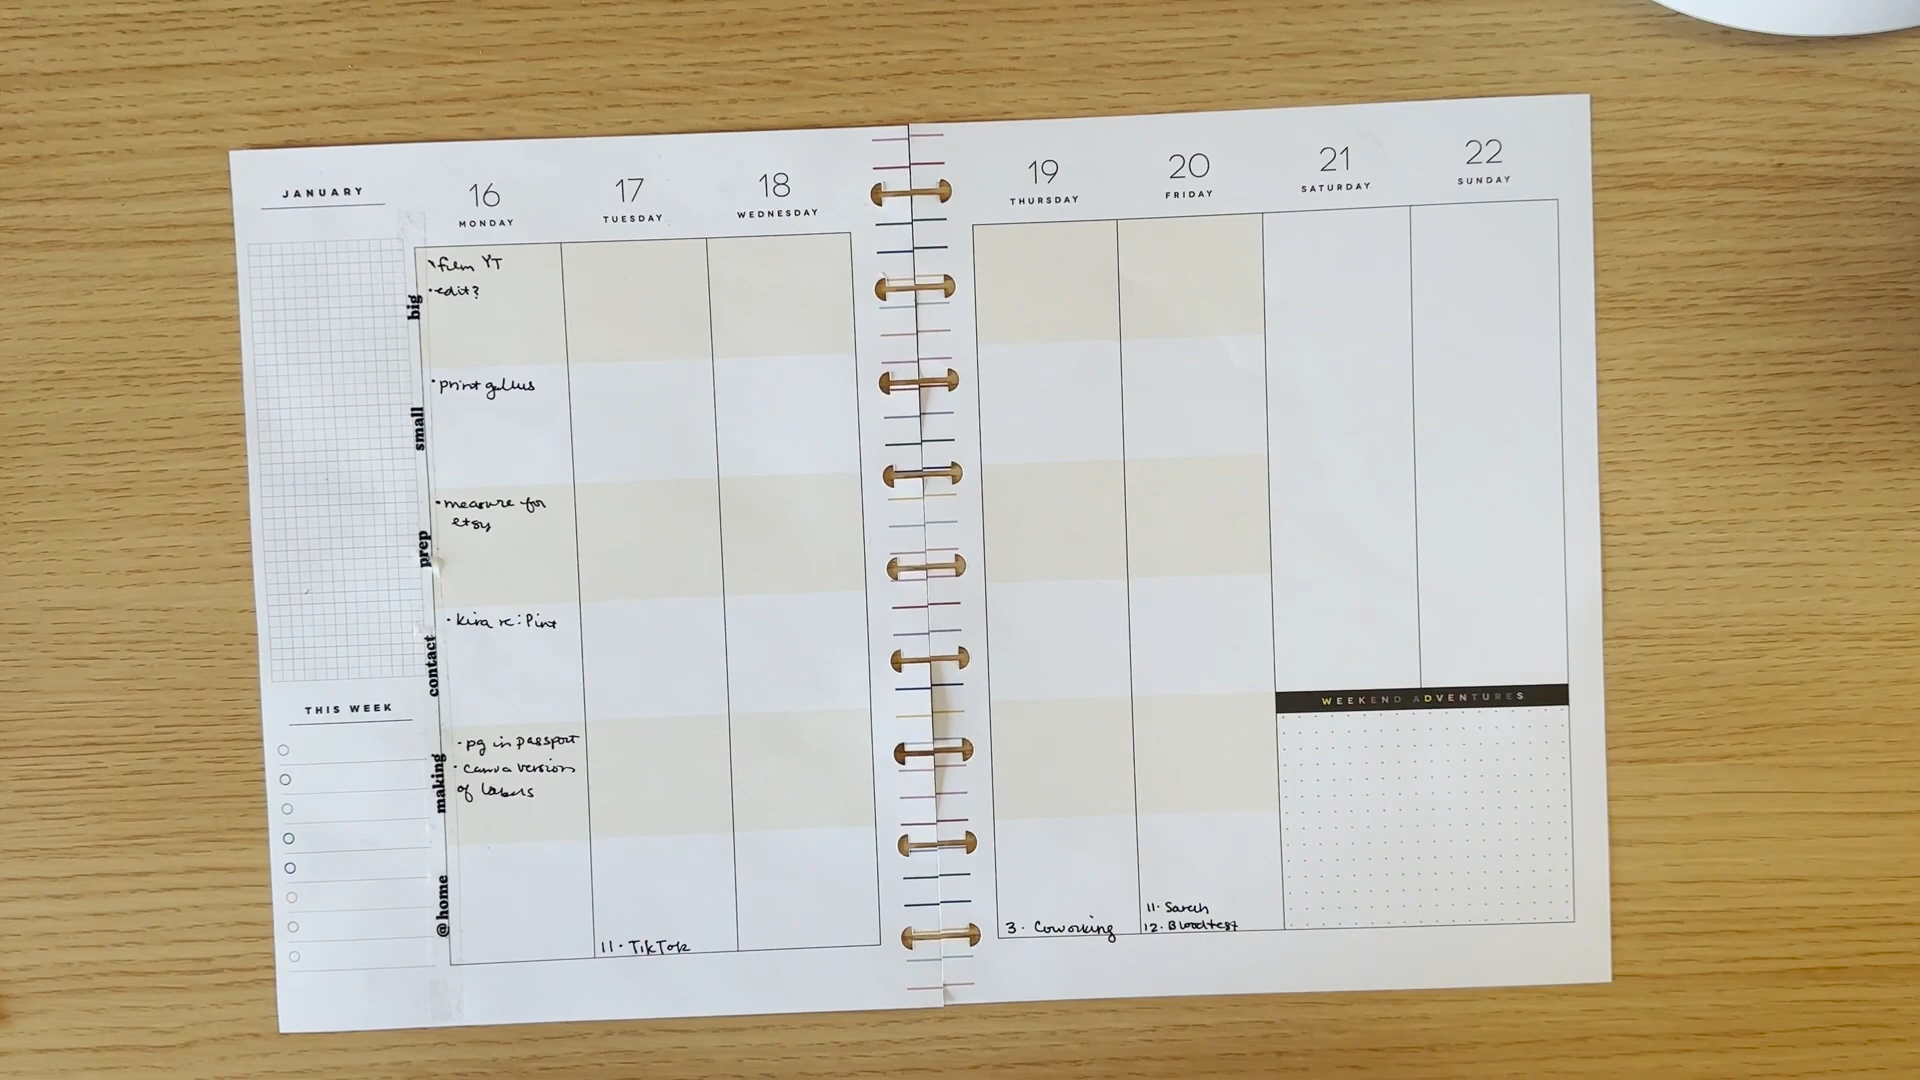 JANUARY
16
MONDAY
17
TUESDAY
18
WEDNESDAY
19
THURSDAY
20
FRIDAY
21
SATURDAY
22
SUNDAY
big
• film YT
• edit?
small
• print
prep
• measure for
etsy
contact
• kira re: Pint
making
• pg in passport
• canva versions
of labels
@home
11 · TikTok
3 · Coworking
11 · Sarah
12 · Bloodtest
THIS WEEK
WEEKEND ADVENTURES